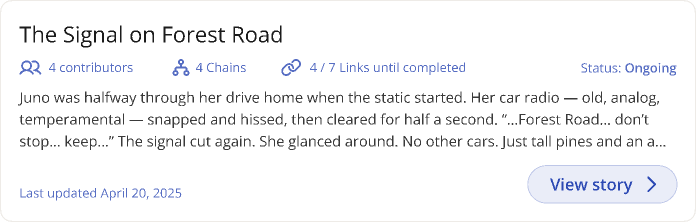 The Signal on Forest Road
4 contributors 4 Chains 4 / 7 Links until completed Status: Ongoing
Juno was halfway through her drive home when the static started. Her car radio — old, analog,
temperamental — snapped and hissed, then cleared for half a second. “...Forest Road... don’t
stop... keep...” The signal cut again. She glanced around. No other cars. Just tall pines and an a...
Last updated April 20, 2025
View story